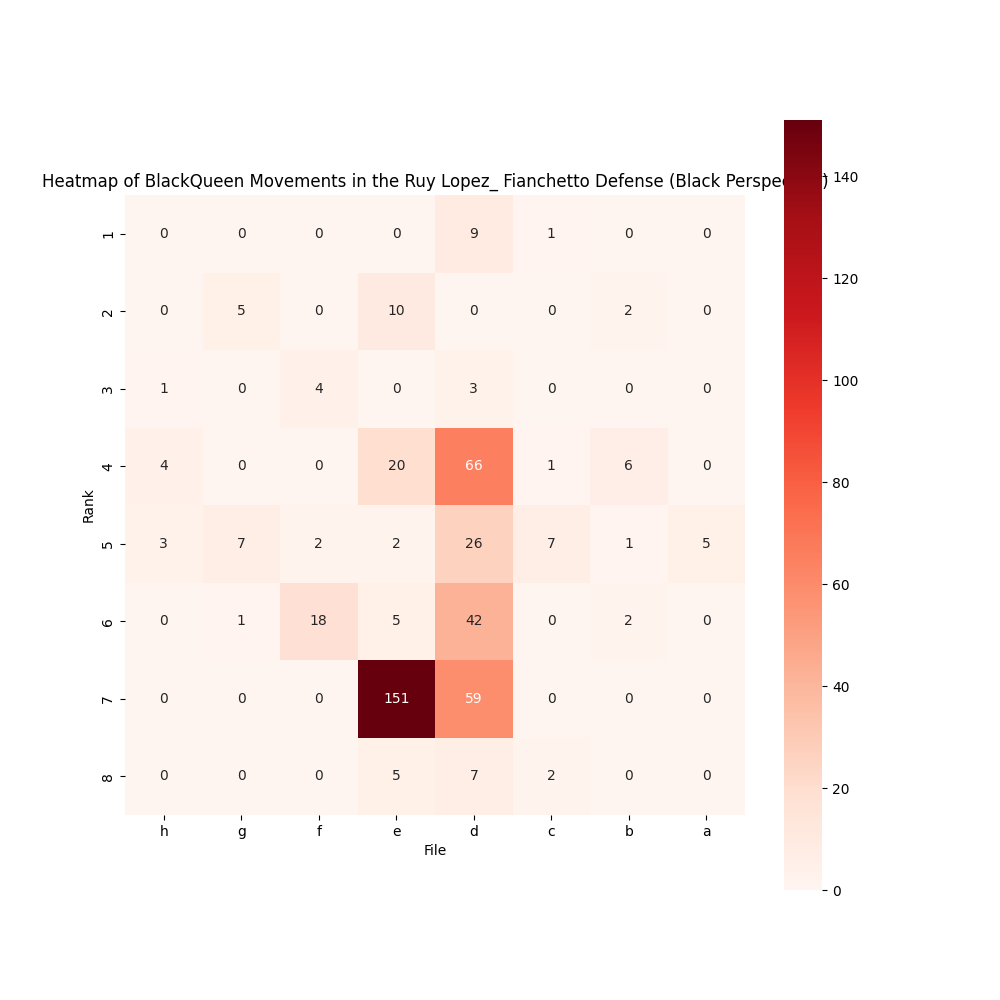 Heatmap of BlackQueen Movements in the Ruy Lopez_ Fianchetto Defense (Black
140
120
100
80
60
40
20
0
Rank
1 0 0 0 0 9 1 0 0
2 0 5 0 10 0 0 2 0
3 1 0 4 0 3 0 0 0
4 4 0 0 20 66 1 6 0
5 3 7 2 2 26 7 1 5
6 0 1 18 5 42 0 2 0
7 0 0 0 151 59 0 0 0
8 0 0 0 5 7 2 0 0
h g f e d c b a
File